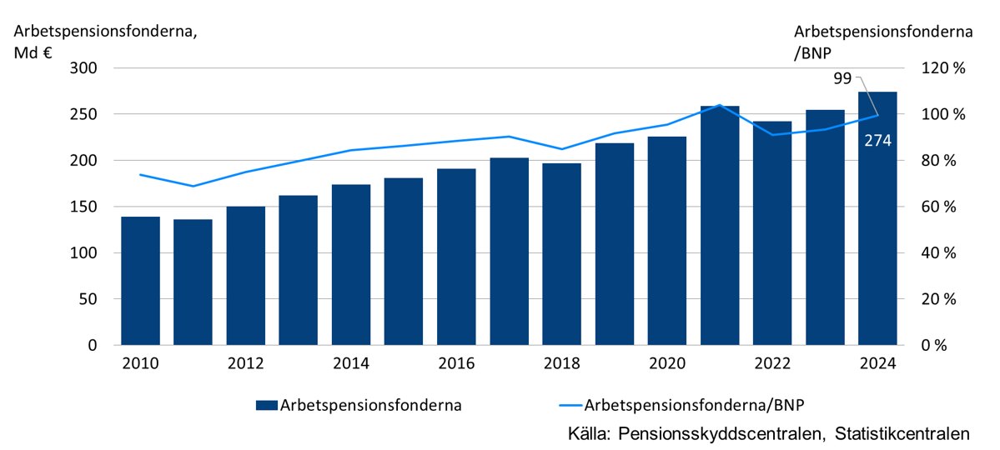 Arbetspensionsfonderna,
Md €
Arbetspensionsfonderna
/BNP
300
250
200
150
100
50
0
120 %
100 %
80 %
60 %
40 %
20 %
0 %
99
274
2010 2012 2014 2016 2018 2020 2022 2024
Arbetspensionsfonderna Arbetspensionsfonderna/BNP
Källa: Pensionsskyddscentralen, Statistikcentralen